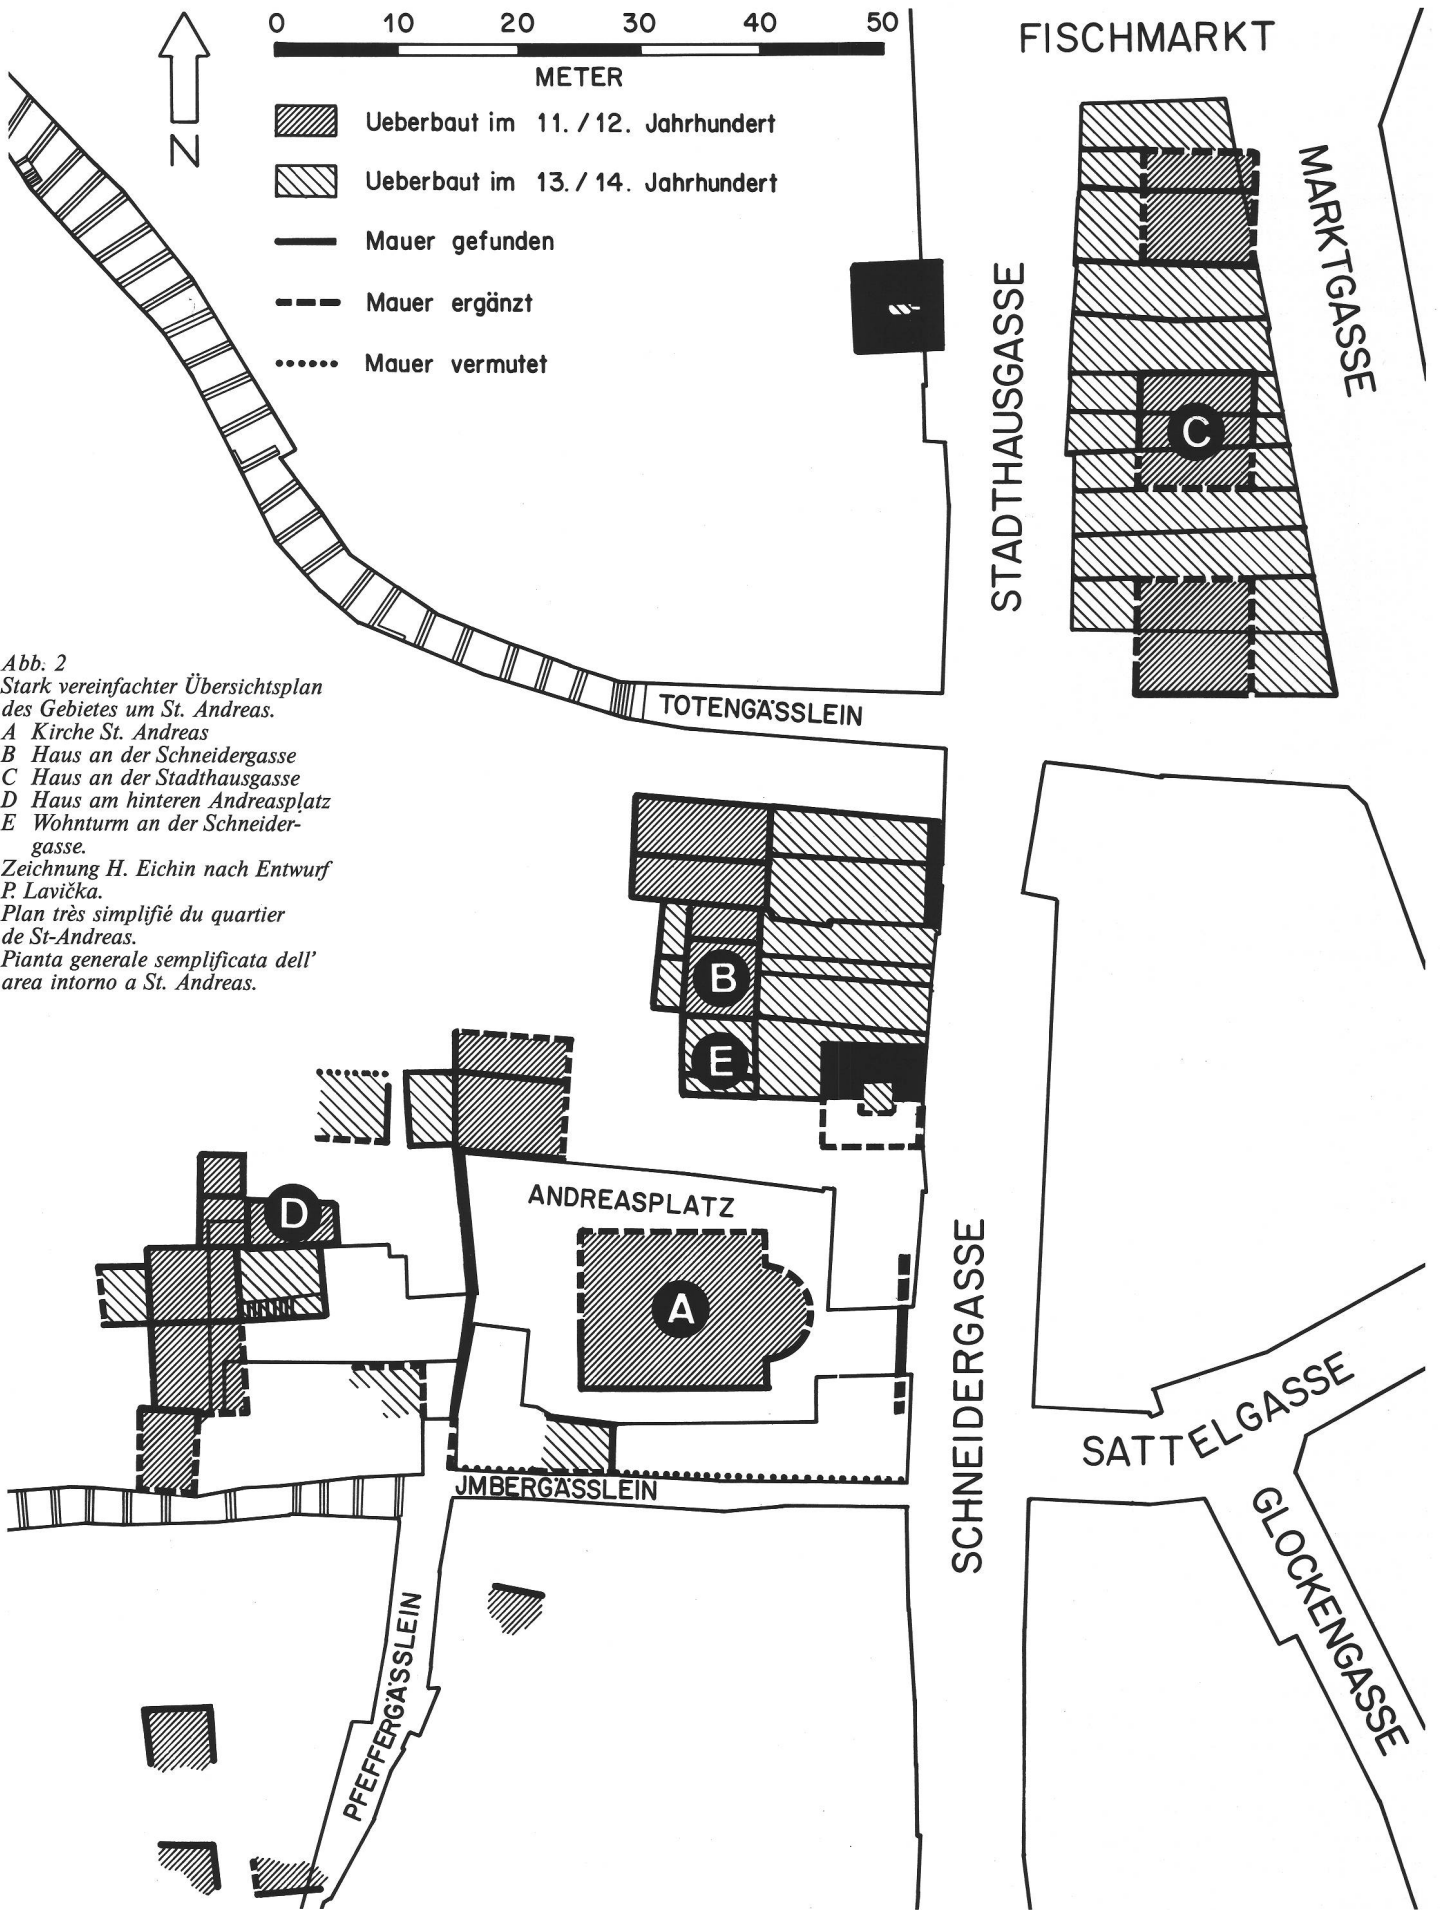 0 10 20 30 40 50
METER
N
Ueberbaut im 11./12. Jahrhundert
Ueberbaut im 13./14. Jahrhundert
Mauer gefunden
Mauer ergänzt
Mauer vermutet
FISCHMARKT
MARKTGASSE
STADTHAUSGASSE
C
TOTENGÄSSLEIN
Abb. 2
Stark vereinfachter Übersichtsplan
des Gebietes um St. Andreas.
A Kirche St. Andreas
B Haus an der Schneidergasse
C Haus an der Stadthausgasse
D Haus am hinteren Andreasplatz
E Wohnturm an der Schneider-
gasse.
Zeichnung H. Eichin nach Entwurf
P. Lavička.
Plan très simplifié du quartier
de St-Andreas.
Pianta generale semplificata dell'
area intorno a St. Andreas.
B
E
D
ANDREASPLATZ
A
SCHNEIDERGASSE
SATTELGASSE
JMBERGÄSSLEIN
GLOCKENGASSE
PFEFFERGÄSSLEIN